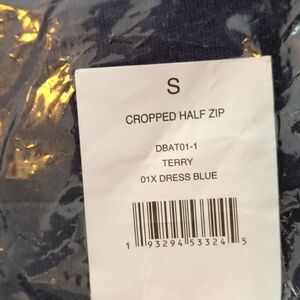 S
CROPPED HALF ZIP
DBAT01-1
TERRY
01X DRESS BLUE
1 93294 53324 5